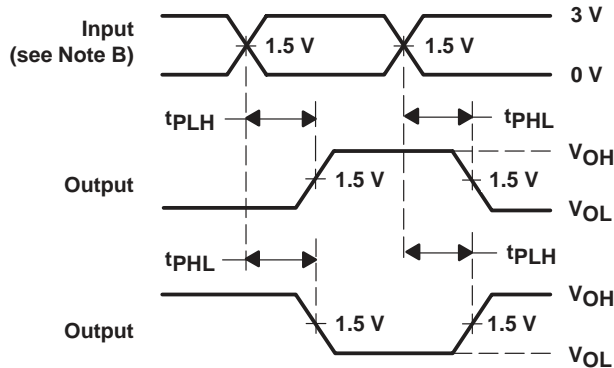 3 V
Input
(see Note B)
1.5 V
1.5 V
0 V
tPLH
tPHL
VOH
Output
1.5 V
1.5 V
VOL
tPHL
tPLH
VOH
Output
1.5 V
1.5 V
VOL